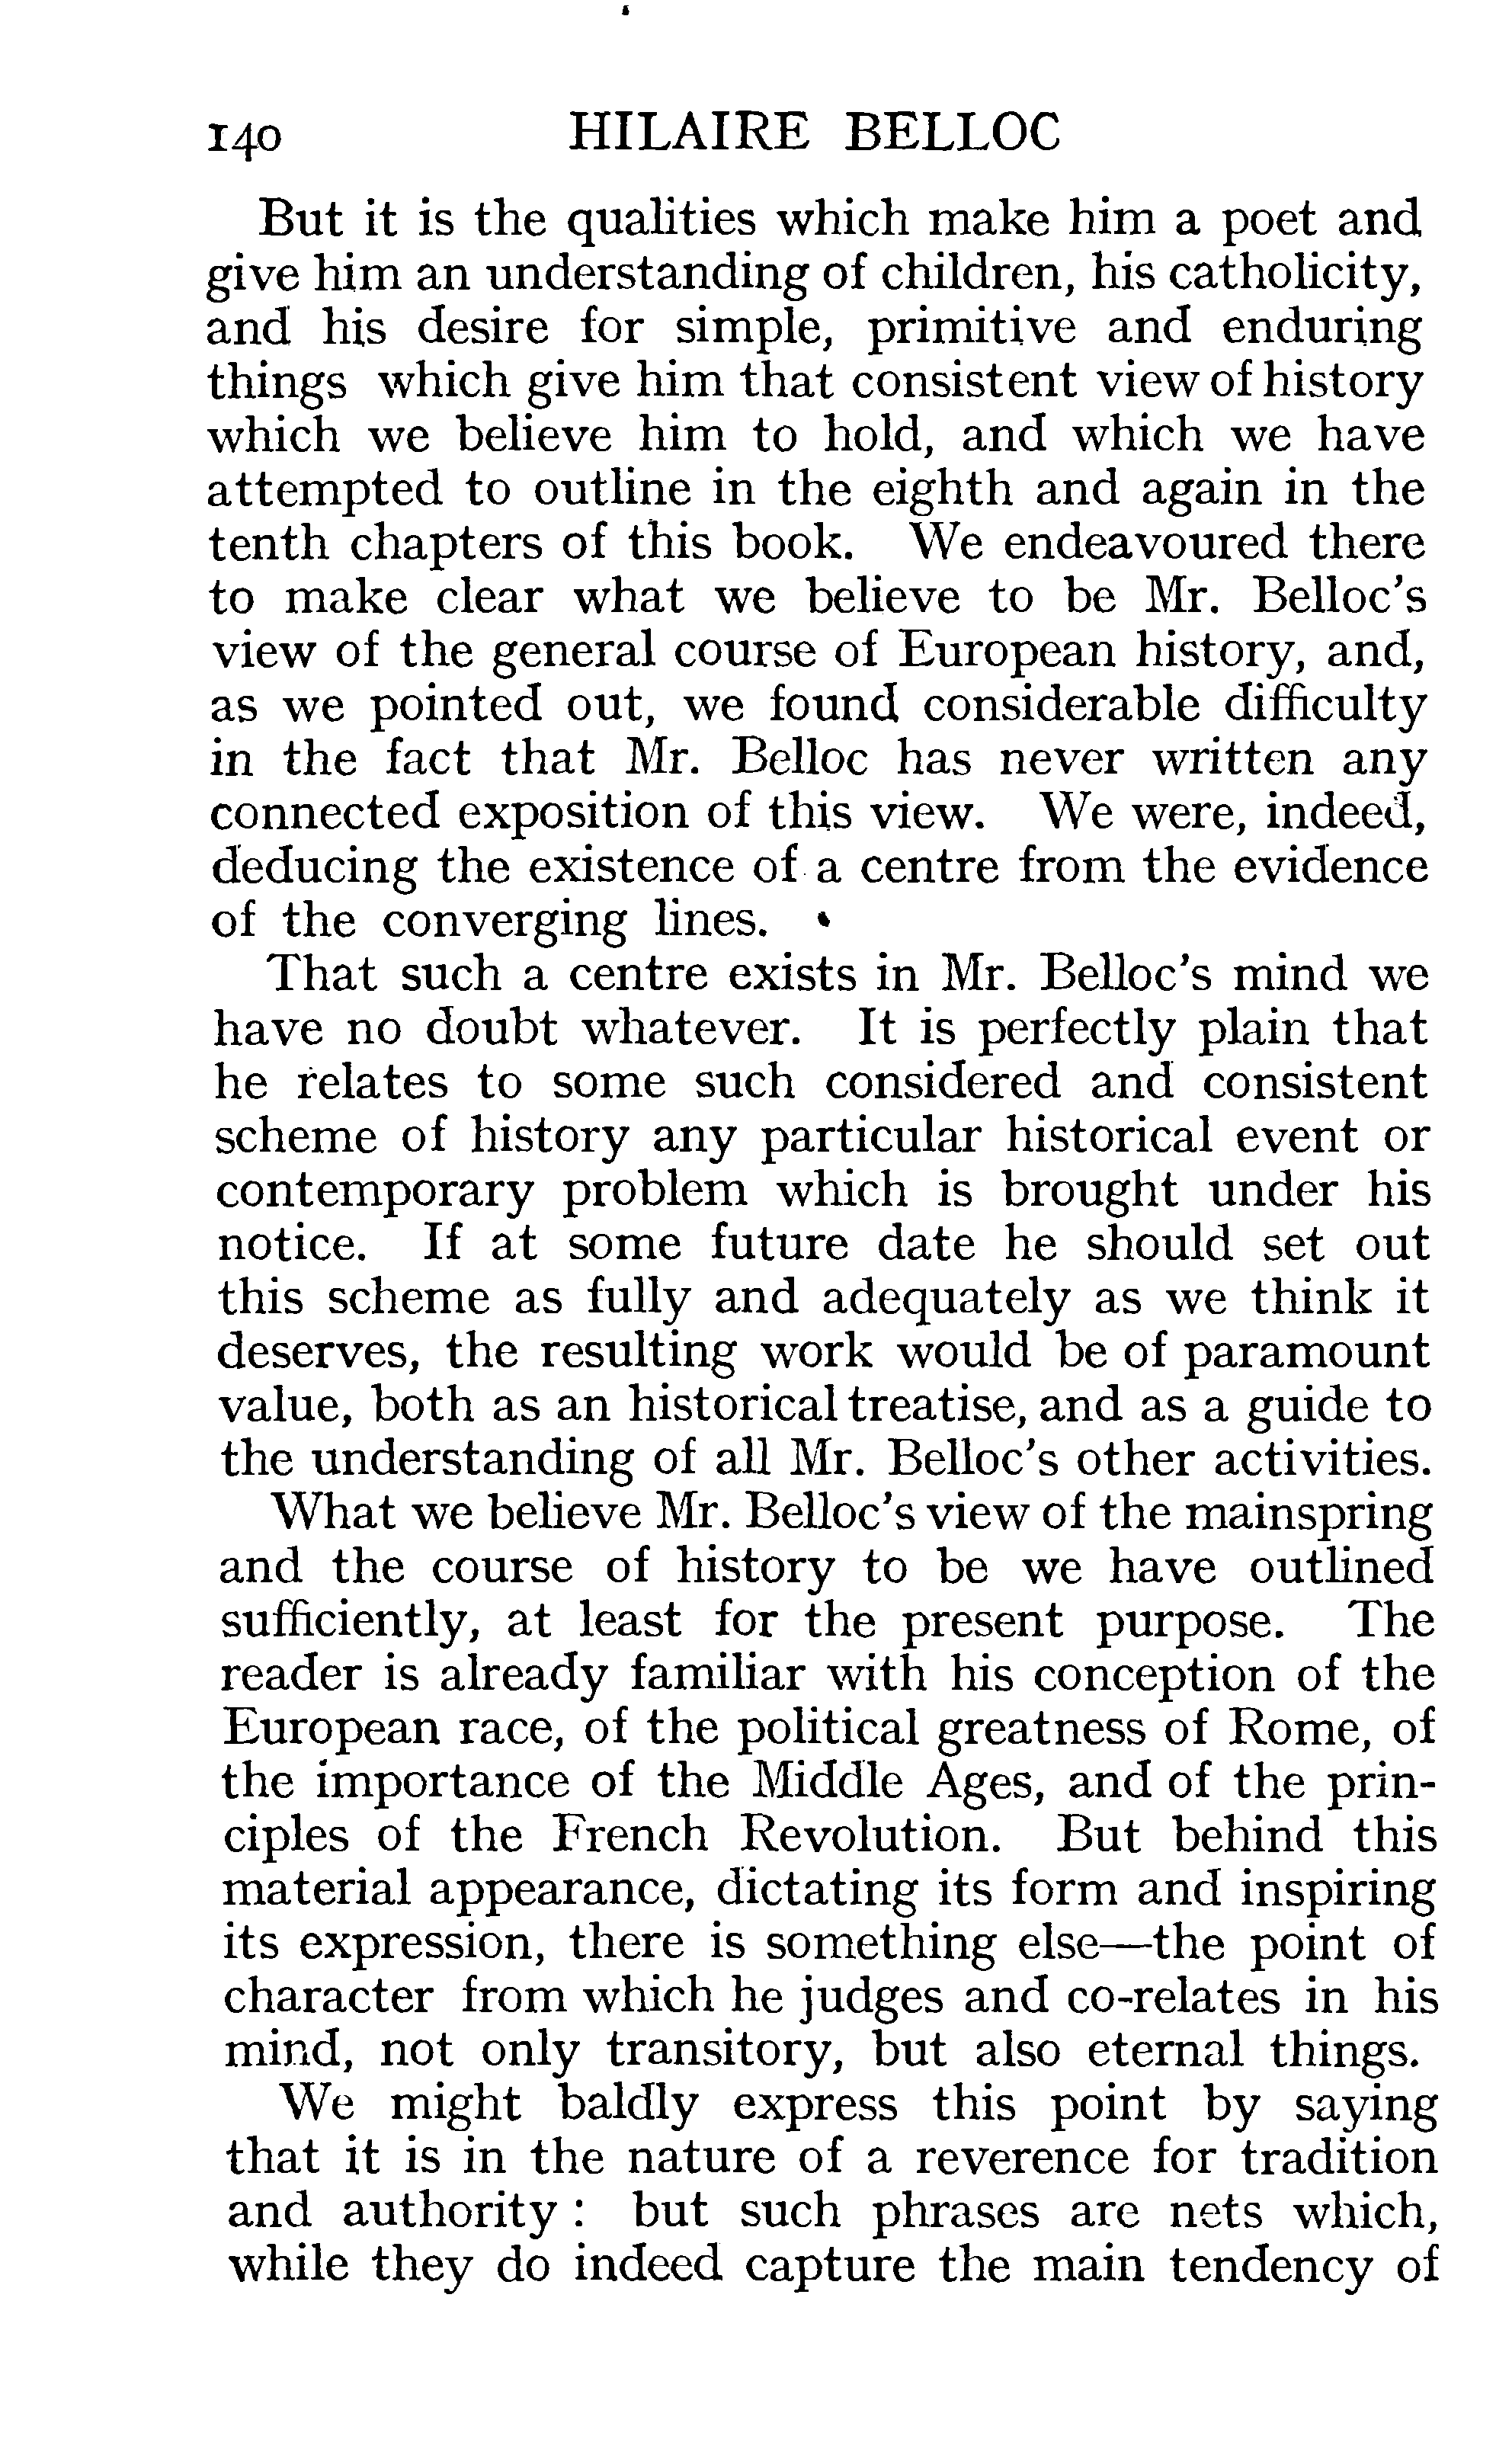 140 HILAIRE BELLOC
But it is the qualities which make him a poet and
give him an understanding of children, his catholicity,
and his desire for simple, primitive and enduring
things which give him that consistent view of history
which we believe him to hold, and which we have
attempted to outline in the eighth and again in the
tenth chapters of this book. We endeavoured there
to make clear what we believe to be Mr. Belloc's
view of the general course of European history, and,
as we pointed out, we found considerable difficulty
in the fact that Mr. Belloc has never written any
connected exposition of this view. We were, indeed,
deducing the existence of a centre from the evidence
of the converging lines.
That such a centre exists in Mr. Belloc's mind we
have no doubt whatever. It is perfectly plain that
he relates to some such considered and consistent
scheme of history any particular historical event or
contemporary problem which is brought under his
notice. If at some future date he should set out
this scheme as fully and adequately as we think it
deserves, the resulting work would be of paramount
value, both as an historical treatise, and as a guide to
the understanding of all Mr. Belloc's other activities.
What we believe Mr. Belloc's view of the mainspring
and the course of history to be we have outlined
sufficiently, at least for the present purpose. The
reader is already familiar with his conception of the
European race, of the political greatness of Rome, of
the importance of the Middle Ages, and of the prin-
ciples of the French Revolution. But behind this
material appearance, dictating its form and inspiring
its expression, there is something else—the point of
character from which he judges and co-relates in his
mind, not only transitory, but also eternal things.
We might baldly express this point by saying
that it is in the nature of a reverence for tradition
and authority : but such phrases are nets which,
while they do indeed capture the main tendency of